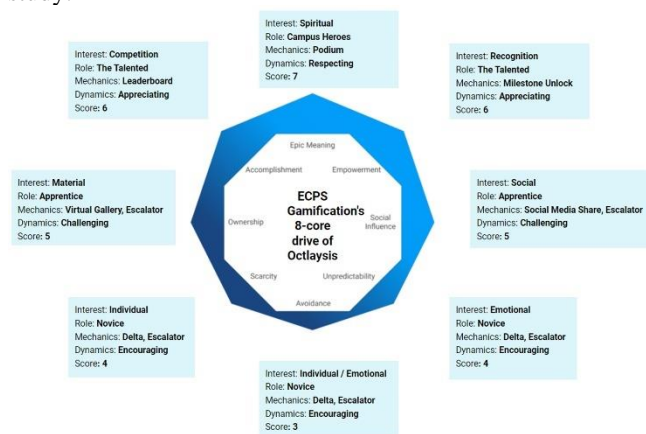 Interest: Spiritual
Role: Campus Heroes
Mechanics: Podium
Dynamics: Respecting
Score: 7
Interest: Competition
Role: The Talented
Mechanics: Leaderboard
Dynamics: Appreciating
Score: 6
Interest: Recognition
Role: The Talented
Mechanics: Milestone Unlock
Dynamics: Appreciating
Score: 6
Epic Meaning
Accomplishment
Empowerment
Interest: Material
Role: Apprentice
Mechanics: Virtual Gallery, Escalator
Dynamics: Challenging
Score: 5
Ownership
ECPS
Gamification's
8-core
drive of
Octlaysis
Social
Influence
Interest: Social
Role: Apprentice
Mechanics: Social Media Share, Escalator
Dynamics: Challenging
Score: 5
Scarcity
Unpredictability
Avoidance
Interest: Individual
Role: Novice
Mechanics: Delta, Escalator
Dynamics: Encouraging
Score: 4
Interest: Emotional
Role: Novice
Mechanics: Delta, Escalator
Dynamics: Encouraging
Score: 4
Interest: Individual / Emotional
Role: Novice
Mechanics: Delta, Escalator
Dynamics: Encouraging
Score: 3